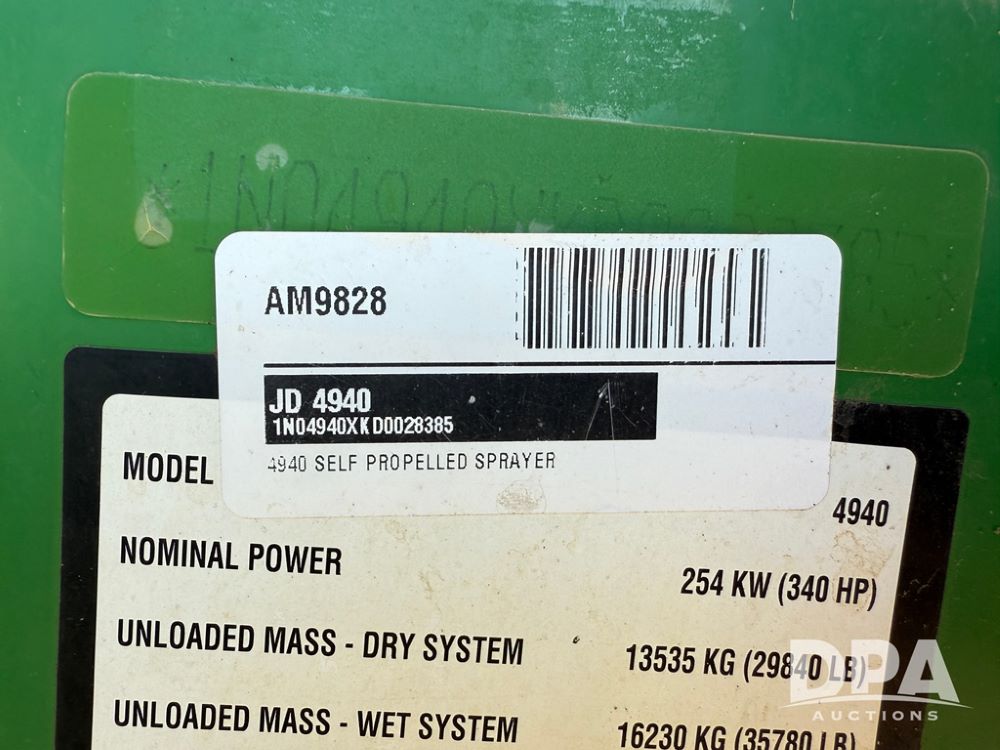 AM9828
JD 4940
1N04940XKD0028385
4940 SELF PROPELLED SPRAYER
MODEL 4940
NOMINAL POWER 254 KW (340 HP)
UNLOADED MASS - DRY SYSTEM 13535 KG (29840 LB)
UNLOADED MASS - WET SYSTEM 16230 KG (35780 LB)
DPA
AUCTIONS